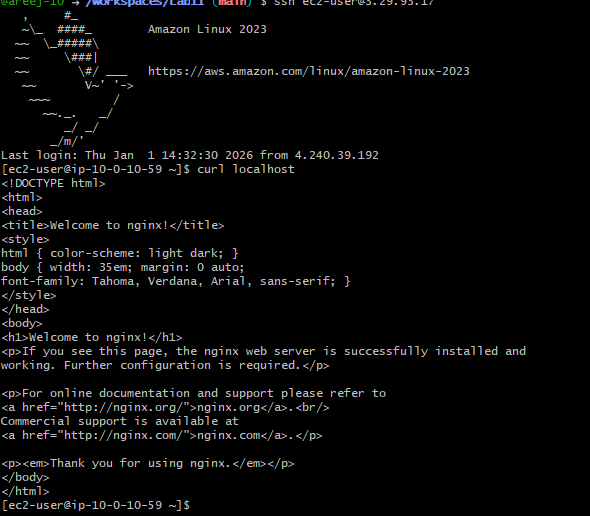 @areej-10 → /workspaces/Lab11 (main) $ ssh ec2-user@3.29.93.17
   ,     #_
   ~\_  ####_        Amazon Linux 2023
  ~~  \_#####\
  ~~     \###|
  ~~       \#/ ___   https://aws.amazon.com/linux/amazon-linux-2023
   ~~       V~' '->
    ~~~         /
      ~~._.   _/
         _/ _/
       _/m/'
Last login: Thu Jan  1 14:32:30 2026 from 4.240.39.192
[ec2-user@ip-10-0-10-59 ~]$ curl localhost
<!DOCTYPE html>
<html>
<head>
<title>Welcome to nginx!</title>
<style>
html { color-scheme: light dark; }
body { width: 35em; margin: 0 auto;
font-family: Tahoma, Verdana, Arial, sans-serif; }
</style>
</head>
<body>
<h1>Welcome to nginx!</h1>
<p>If you see this page, the nginx web server is successfully installed and
working. Further configuration is required.</p>

<p>For online documentation and support please refer to
<a href="http://nginx.org/">nginx.org</a>.<br/>
Commercial support is available at
<a href="http://nginx.com/">nginx.com</a>.</p>

<p><em>Thank you for using nginx.</em></p>
</body>
</html>
[ec2-user@ip-10-0-10-59 ~]$